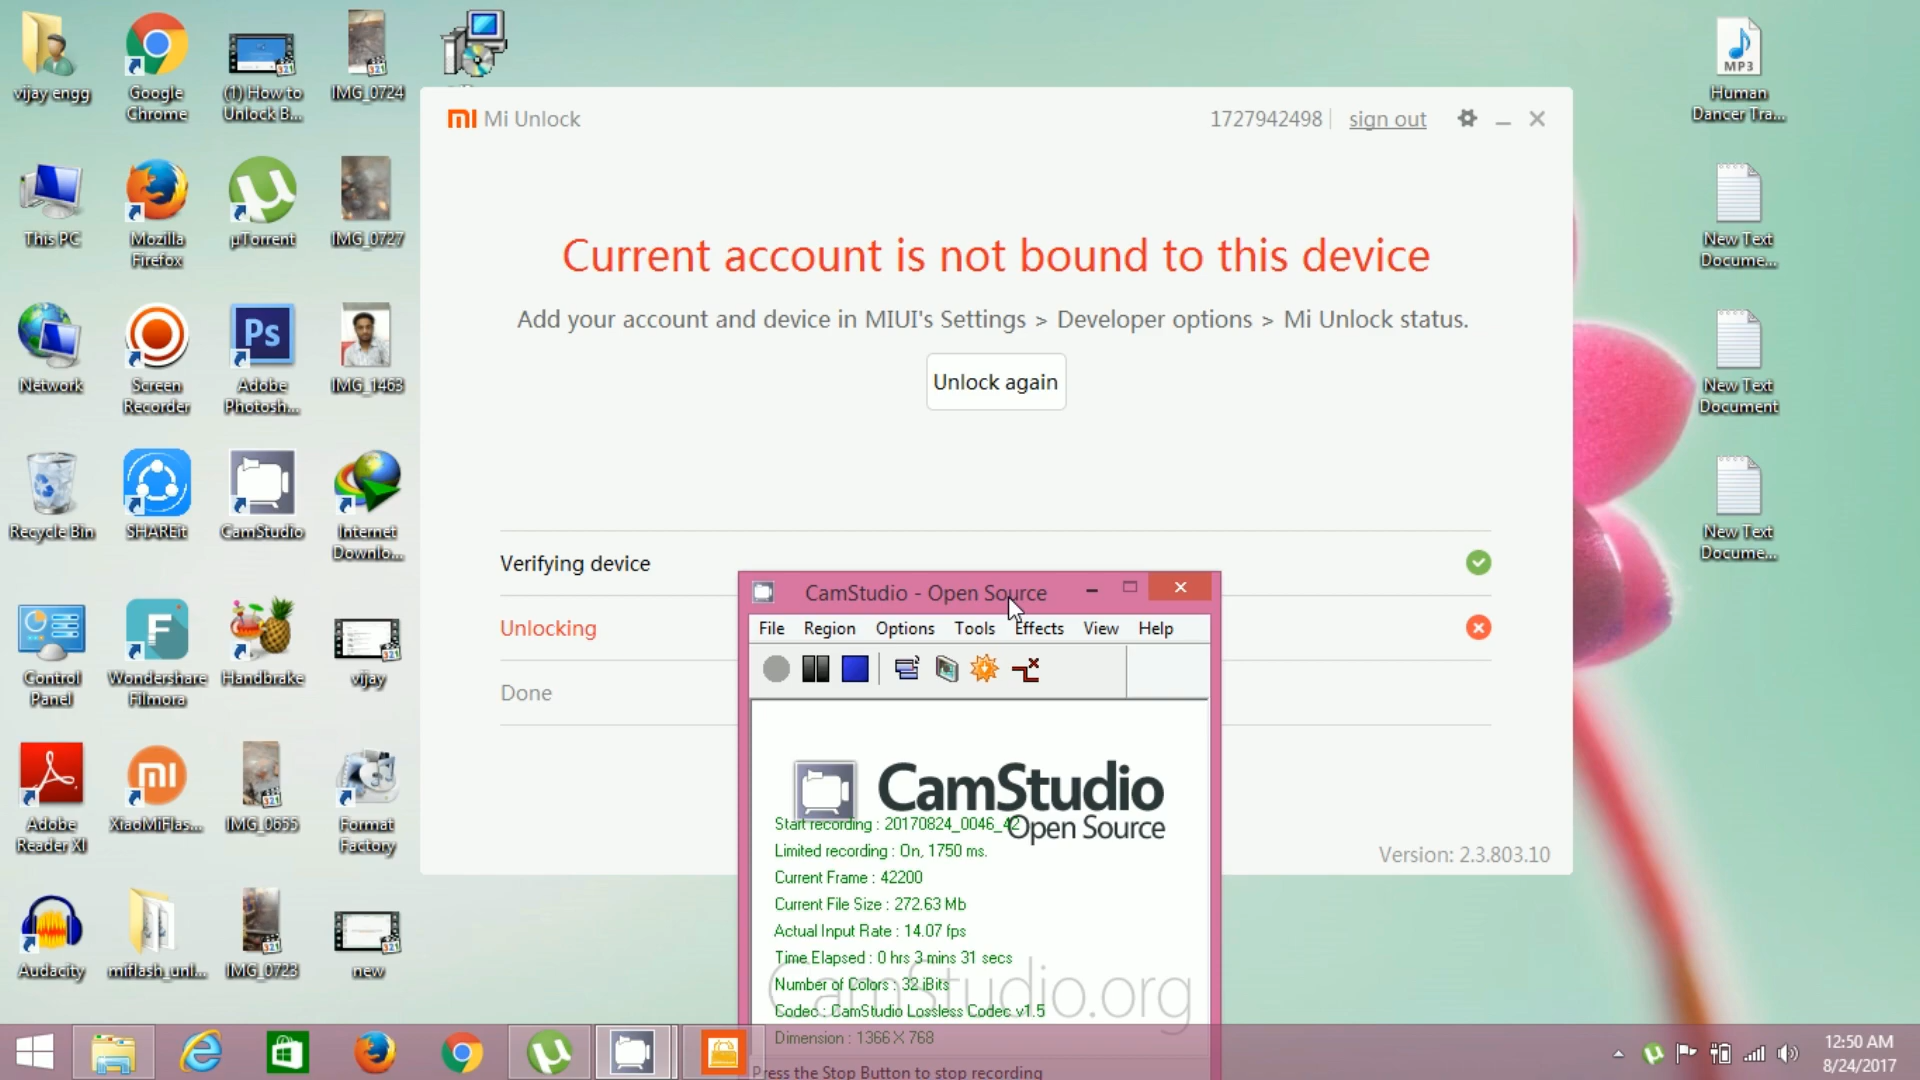 vijay engg
Google
Chrome
(1) How to
Unlock B...
IMG_0724
This PC
Mozilla
Firefox
µTorrent
IMG_0727
Network
Screen
Recorder
Ps
Adobe
Photosh...
IMG_1463
Recycle Bin
SHAREit
CamStudio
Internet
Downlo...
Control
Panel
Wondershare
Filmora
Handbrake
vijay
Adobe
Reader XI
XiaoMiFlas...
IMG_0655
Format
Factory
Audacity
miflash_unl...
IMG_0723
new
Mi Unlock
1727942498
sign out
Current account is not bound to this device
Add your account and device in MIUI's Settings > Developer options > Mi Unlock status.
Unlock again
Verifying device
Unlocking
Done
Version: 2.3.803.10
CamStudio - Open Source
File Region Options Tools Effects View Help
CamStudio
Open Source
Start recording : 20170824_0046_42
Limited recording : On, 1750 ms.
Current Frame : 42200
Current File Size : 272.63 Mb
Actual Input Rate : 14.07 fps
Time Elapsed : 0 hrs 3 mins 31 secs
Number of Colors : 32 iBits
CamStudio.org
Codec : CamStudio Lossless Codec v1.5
Dimension : 1366 X 768
Press the Stop Button to stop recording
MP3
Human
Dancer Tra...
New Text
Docume...
New Text
Document
New Text
Docume...
12:50 AM
8/24/2017